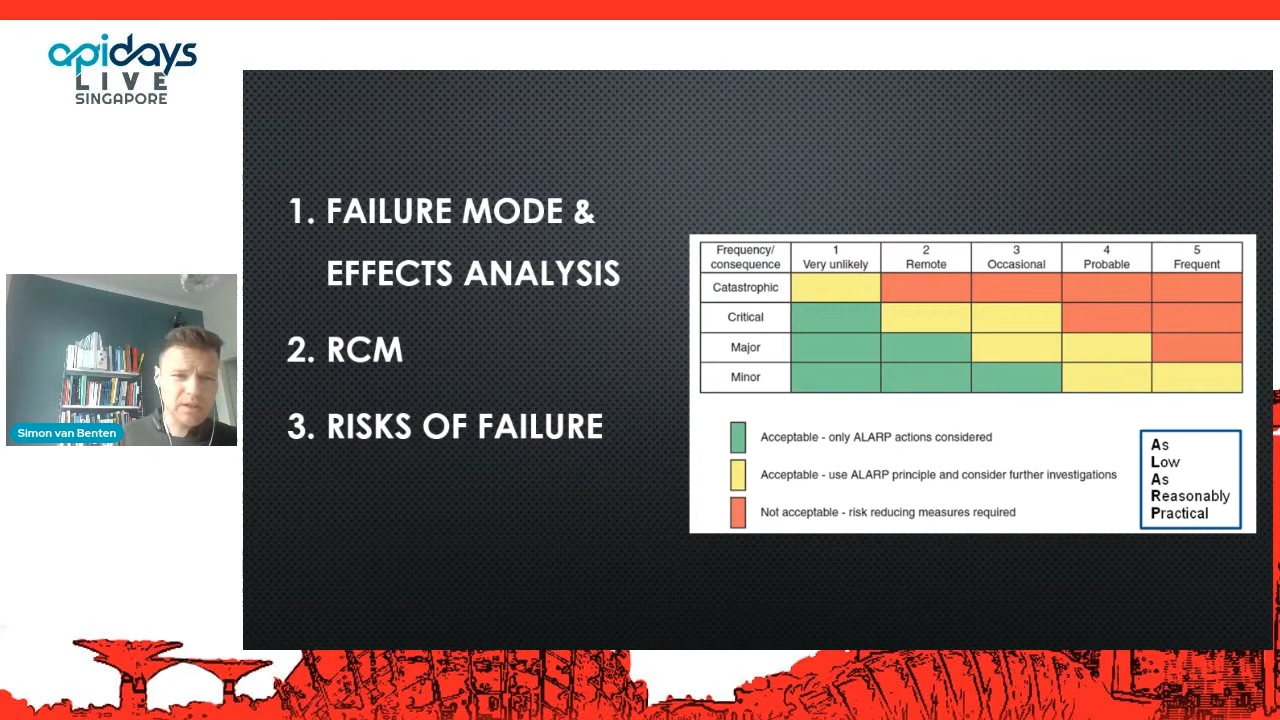 apidays
LIVE
SINGAPORE
1. FAILURE MODE &
EFFECTS ANALYSIS
2. RCM
3. RISKS OF FAILURE
Simon van Benten
Frequency/ consequence 1 Very unlikely 2 Remote 3 Occasional 4 Probable 5 Frequent
Catastrophic
Critical
Major
Minor
Acceptable - only ALARP actions considered
Acceptable - use ALARP principle and consider further investigations
Not acceptable - risk reducing measures required
As
Low
As
Reasonably
Practical